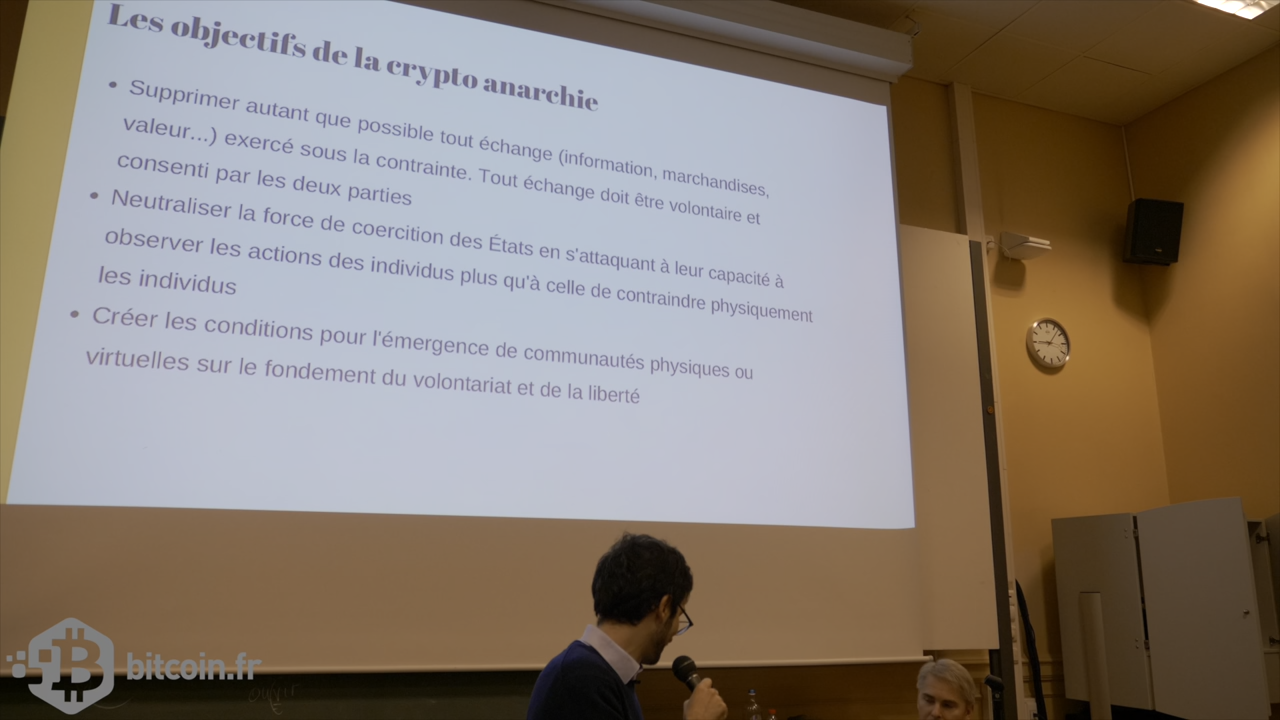 Les objectifs de la crypto anarchie
• Supprimer autant que possible tout échange (information, marchandises,
valeur...) exercé sous la contrainte. Tout échange doit être volontaire et
consenti par les deux parties
• Neutraliser la force de coercition des États en s'attaquant à leur capacité à
observer les actions des individus plus qu'à celle de contraindre physiquement
les individus
• Créer les conditions pour l'émergence de communautés physiques ou
virtuelles sur le fondement du volontariat et de la liberté
bitcoin.fr